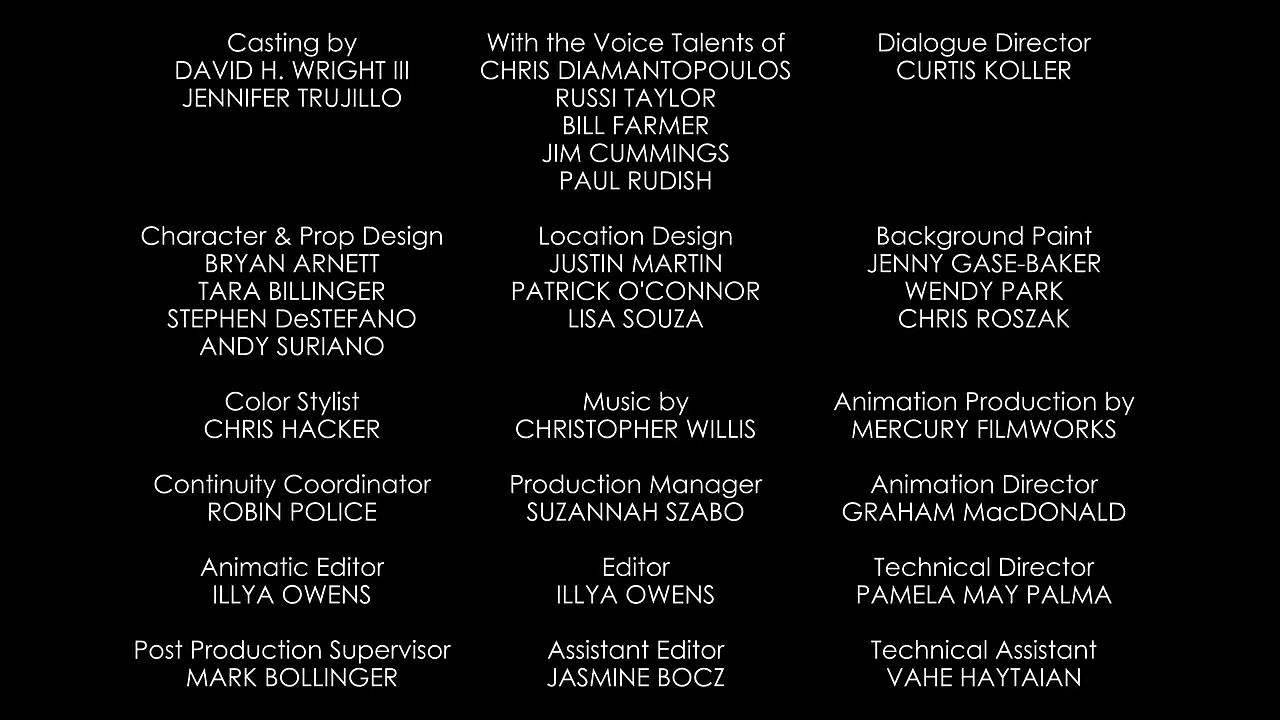 Casting by
DAVID H. WRIGHT III
JENNIFER TRUJILLO
With the Voice Talents of
CHRIS DIAMANTOPOULOS
RUSSI TAYLOR
BILL FARMER
JIM CUMMINGS
PAUL RUDISH
Dialogue Director
CURTIS KOLLER
Character & Prop Design
BRYAN ARNETT
TARA BILLINGER
STEPHEN DeSTEFANO
ANDY SURIANO
Location Design
JUSTIN MARTIN
PATRICK O'CONNOR
LISA SOUZA
Background Paint
JENNY GASE-BAKER
WENDY PARK
CHRIS ROSZAK
Color Stylist
CHRIS HACKER
Music by
CHRISTOPHER WILLIS
Animation Production by
MERCURY FILMWORKS
Continuity Coordinator
ROBIN POLICE
Production Manager
SUZANNAH SZABO
Animation Director
GRAHAM MacDONALD
Animatic Editor
ILLYA OWENS
Editor
ILLYA OWENS
Technical Director
PAMELA MAY PALMA
Post Production Supervisor
MARK BOLLINGER
Assistant Editor
JASMINE BOCZ
Technical Assistant
VAHE HAYTAIAN